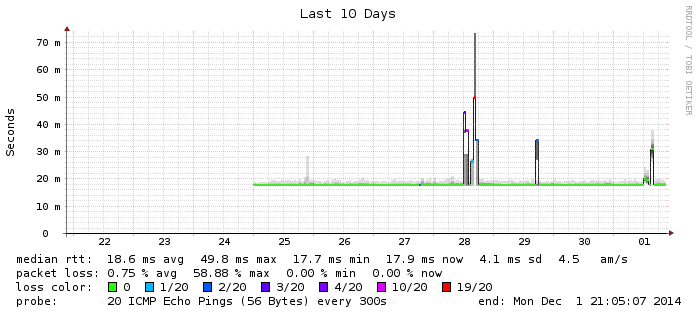 Last 10 Days
RRDTOOL / TOBI OETIKER
Seconds
70 m
60 m
50 m
40 m
30 m
20 m
10 m
0
22 23 24 25 26 27 28 29 30 01
median rtt: 18.6 ms avg 49.8 ms max 17.7 ms min 17.9 ms now 4.1 ms sd 4.5 am/s
packet loss: 0.75 % avg 58.88 % max 0.00 % min 0.00 % now
loss color: 0 1/20 2/20 3/20 4/20 10/20 19/20
probe: 20 ICMP Echo Pings (56 Bytes) every 300s end: Mon Dec 1 21:05:07 2014